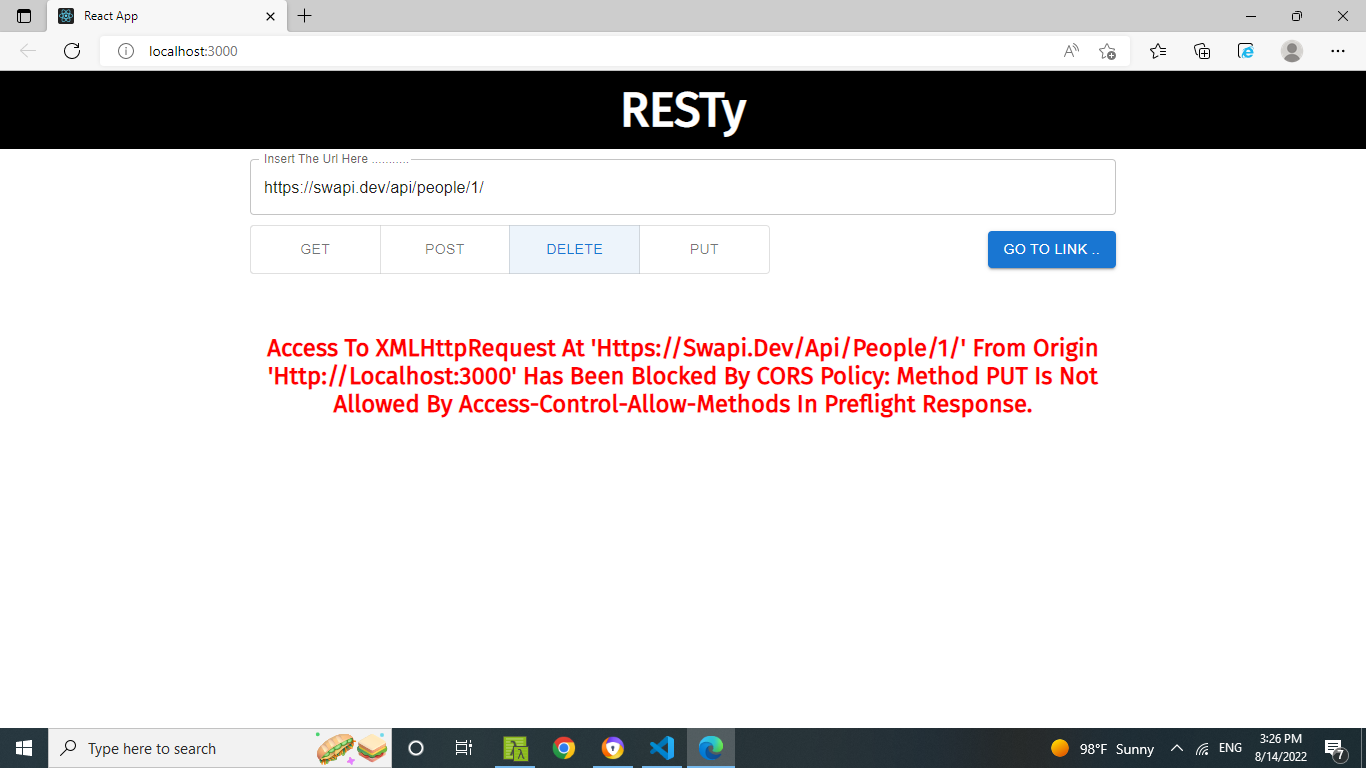 React App
localhost:3000
RESTy
Insert The Url Here ...........
https://swapi.dev/api/people/1/
GET POST DELETE PUT GO TO LINK ..
Access To XMLHttpRequest At 'Https://Swapi.Dev/Api/People/1/' From Origin
'Http://Localhost:3000' Has Been Blocked By CORS Policy: Method PUT Is Not
Allowed By Access-Control-Allow-Methods In Preflight Response.
Type here to search
98°F Sunny
ENG
3:26 PM
8/14/2022
7